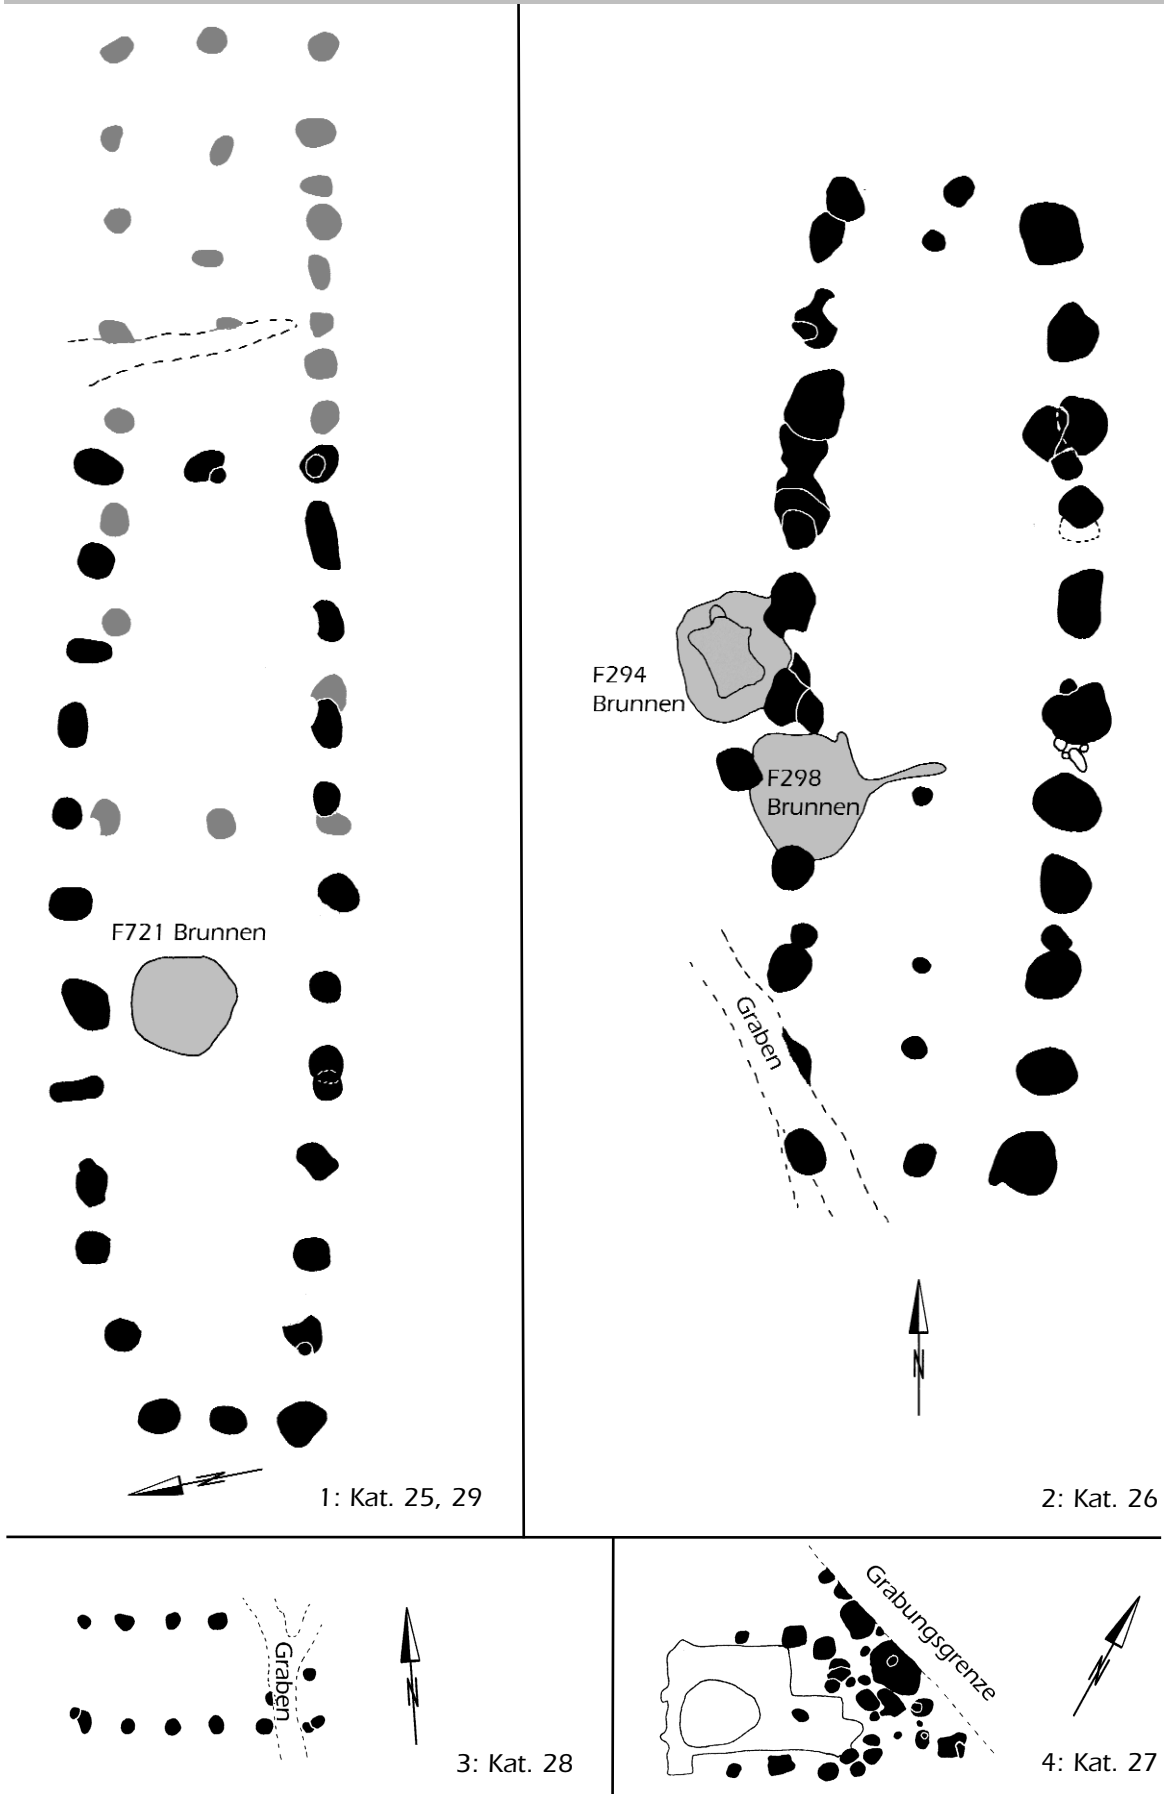 F721 Brunnen
N
1: Kat. 25, 29
F294
Brunnen
F298
Brunnen
Graben
N
2: Kat. 26
Graben
N
3: Kat. 28
Grabungsgrenze
N
4: Kat. 27